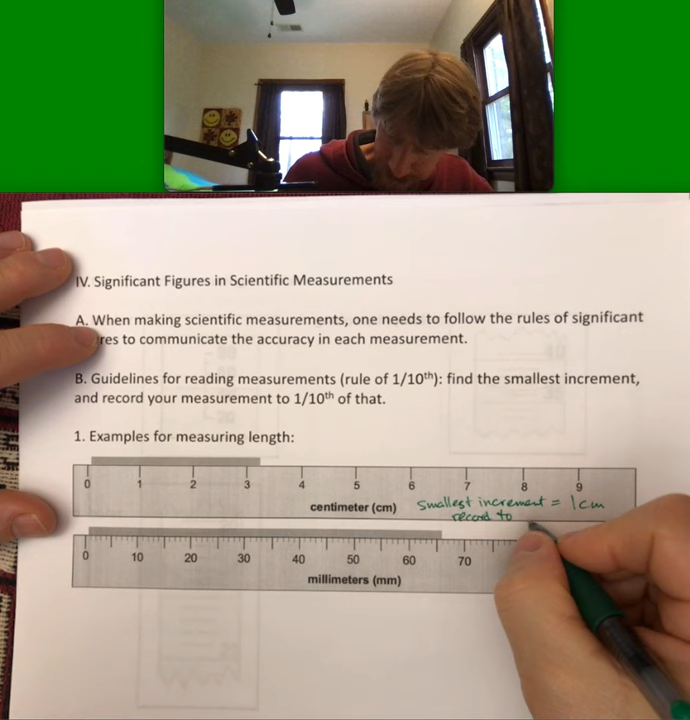 IV. Significant Figures in Scientific Measurements
A. When making scientific measurements, one needs to follow the rules of significant
res to communicate the accuracy in each measurement.
B. Guidelines for reading measurements (rule of 1/10th): find the smallest increment,
and record your measurement to 1/10th of that.
1. Examples for measuring length:
0 1 2 3 4 5 6 7 8 9
centimeter (cm) smallest increment = 1cm
record to
0 10 20 30 40 50 60 70
millimeters (mm)